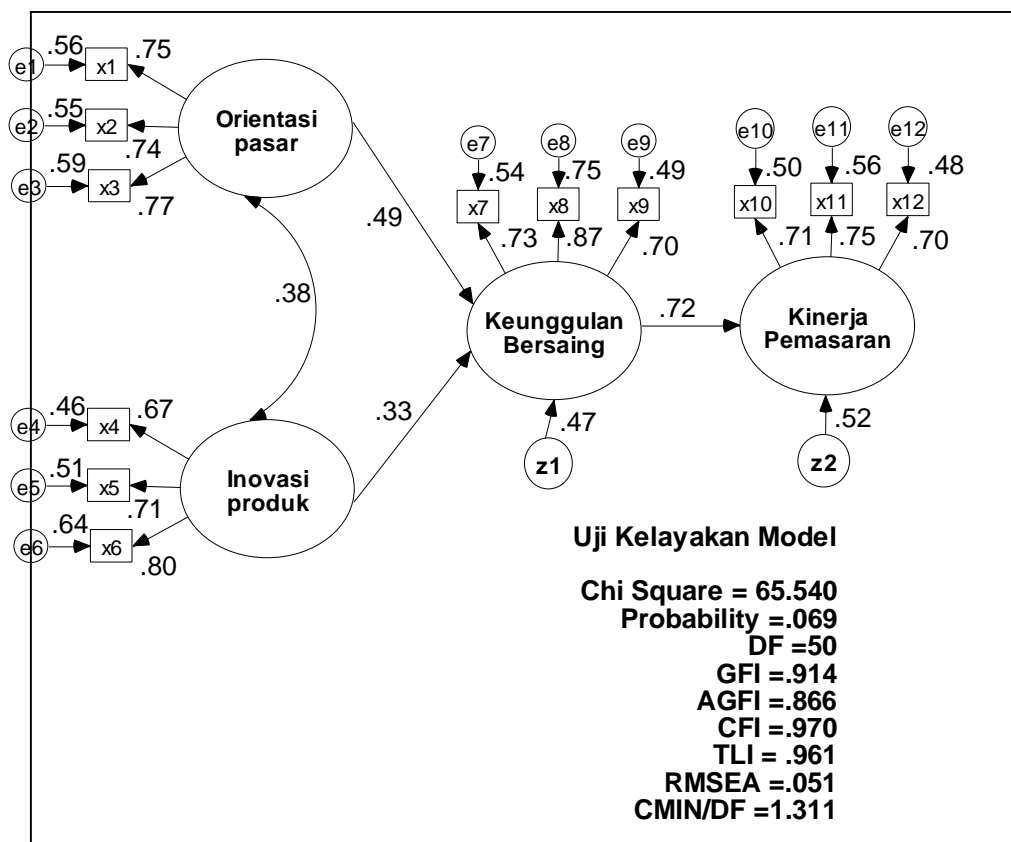 .56
.75
e1
x1
.55
e2
x2
.74
.59
e3
x3
.77
Orientasi
pasar
.49
.38
.46
.67
e4
x4
.51
e5
x5
.71
.64
e6
x6
.80
Inovasi
produk
.33
e7
e8
e9
.54
.75
.49
x7
x8
x9
.73
.87
.70
Keunggulan
Bersaing
.47
z1
.72
e10
e11
e12
.50
.56
.48
x10
x11
x12
.71
.75
.70
Kinerja
Pemasaran
.52
z2
Uji Kelayakan Model
Chi Square = 65.540
Probability =.069
DF =50
GFI =.914
AGFI =.866
CFI =.970
TLI = .961
RMSEA =.051
CMIN/DF =1.311